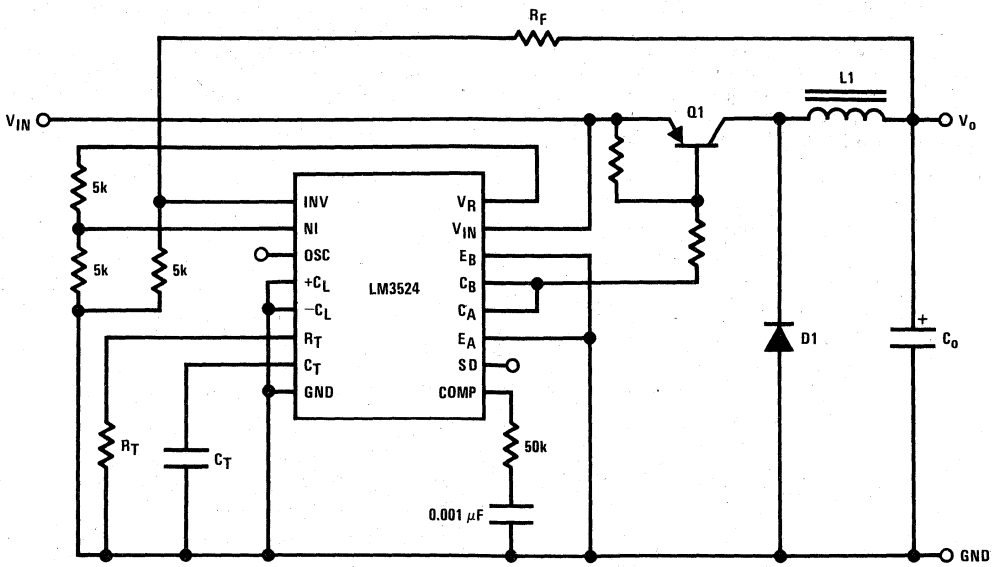 RF
L1
VIN
Q1
Vo
5k
INV
VR
NI
VIN
5k
5k
OSC
EB
+CL
LM3524
CB
−CL
CA
RT
EA
D1
+
Co
CT
SD
GND
COMP
RT
CT
50k
0.001 μF
GND